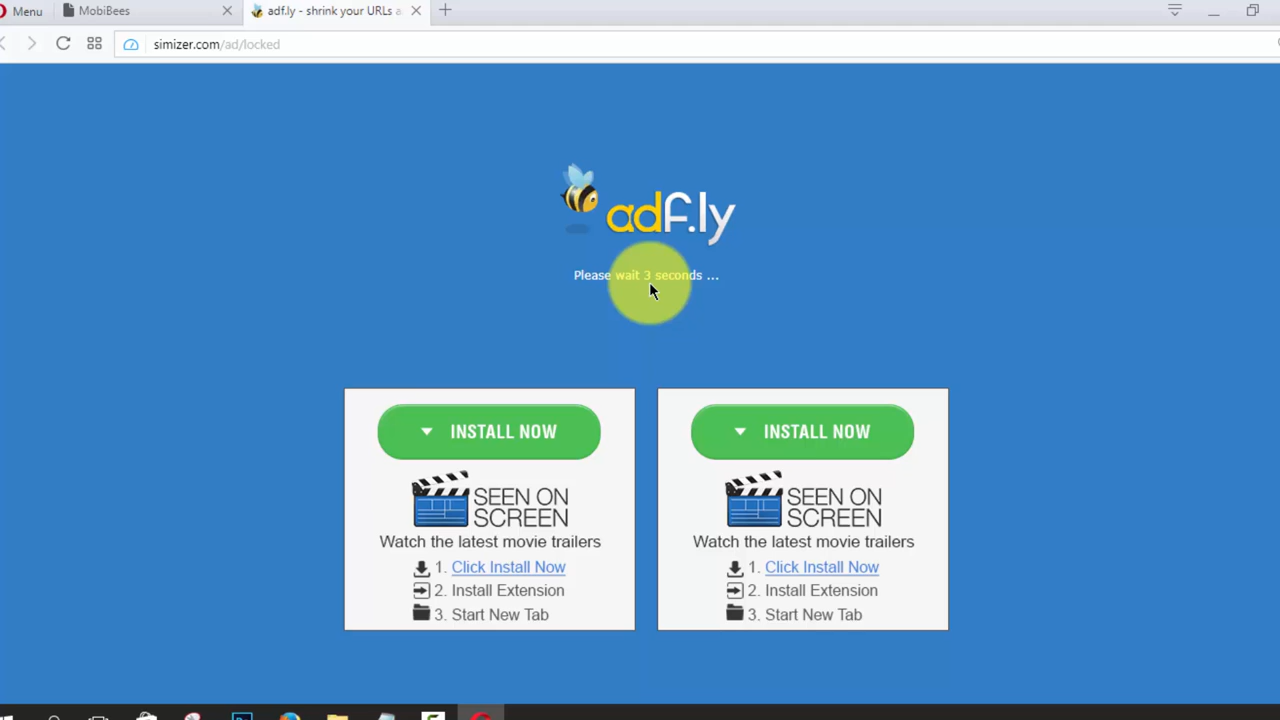 Menu
MobiBees
adf.ly - shrink your URLs a
simizer.com/ad/locked
adf.ly
Please wait 3 seconds ...
INSTALL NOW
SEEN ON
SCREEN
Watch the latest movie trailers
1. Click Install Now
2. Install Extension
3. Start New Tab
INSTALL NOW
SEEN ON
SCREEN
Watch the latest movie trailers
1. Click Install Now
2. Install Extension
3. Start New Tab